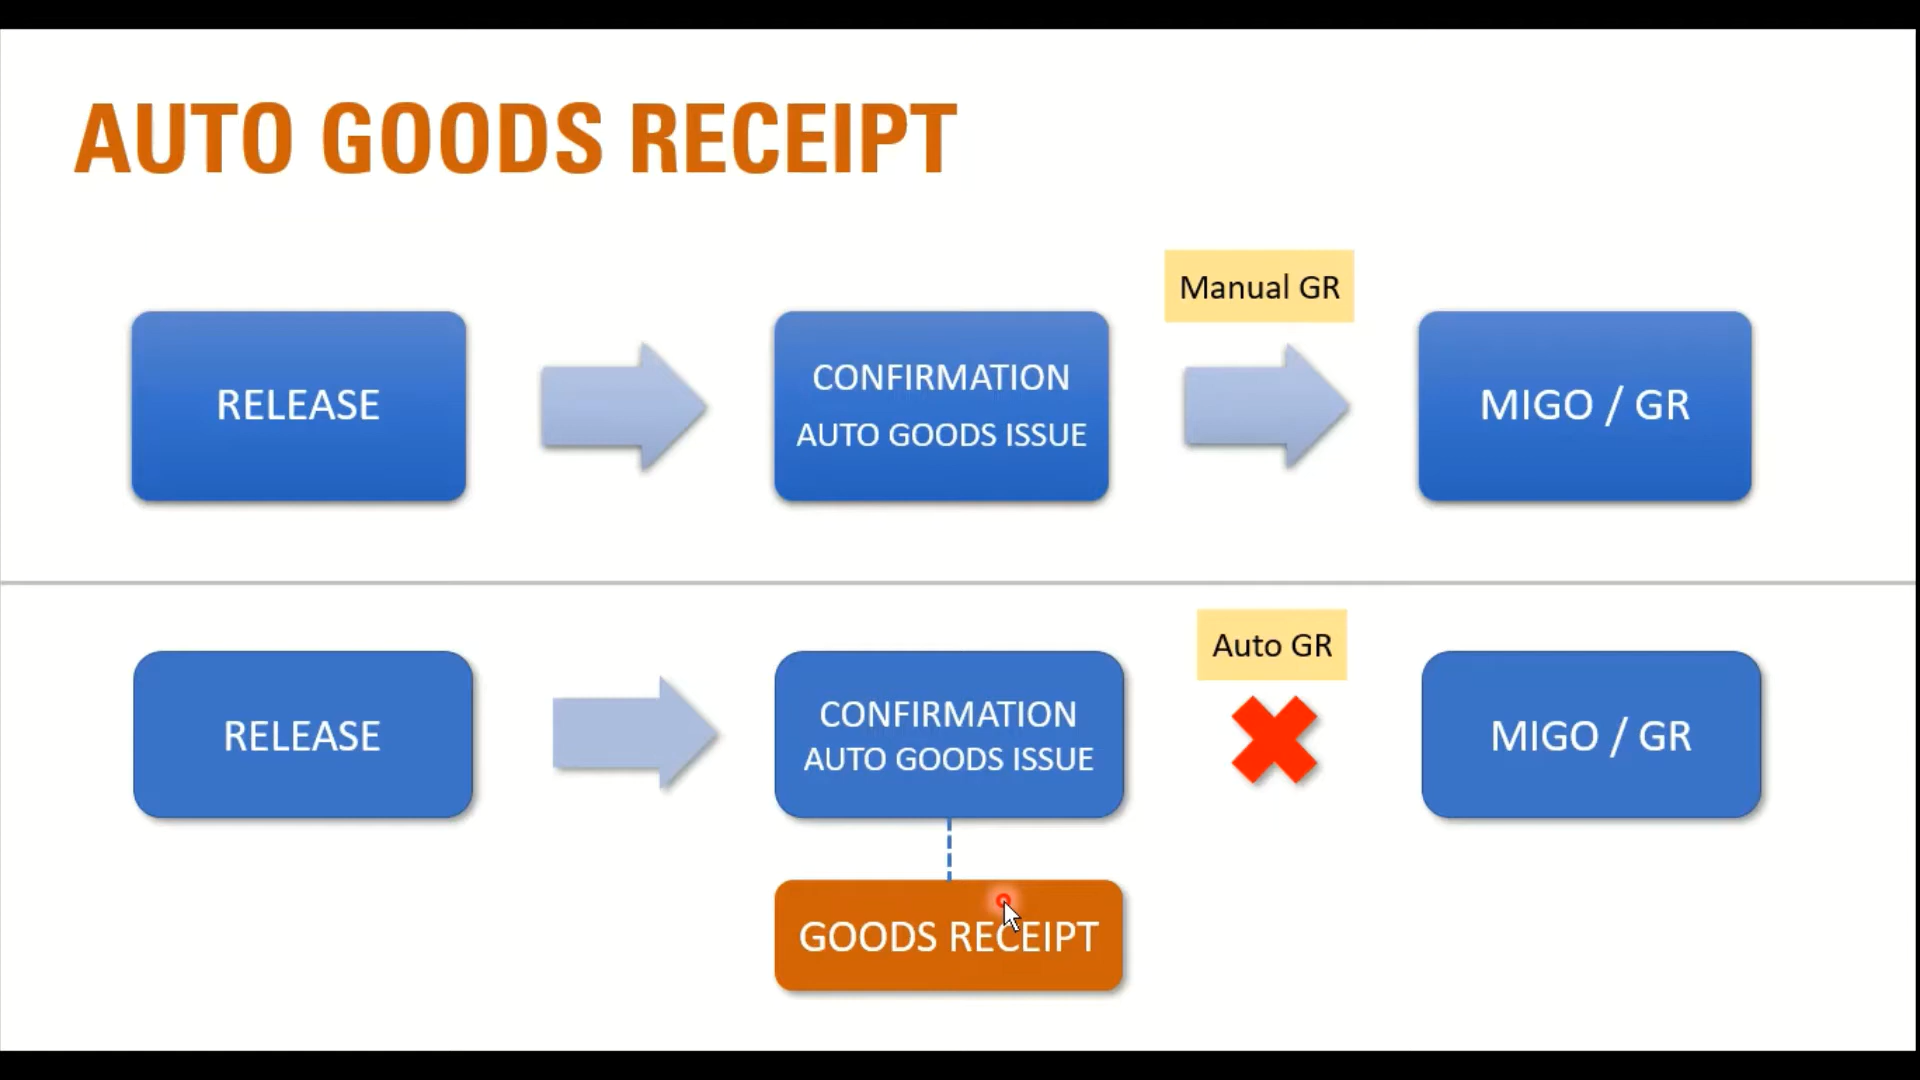 AUTO GOODS RECEIPT
Manual GR
RELEASE
CONFIRMATION
AUTO GOODS ISSUE
MIGO / GR
Auto GR
RELEASE
CONFIRMATION
AUTO GOODS ISSUE
MIGO / GR
GOODS RECEIPT